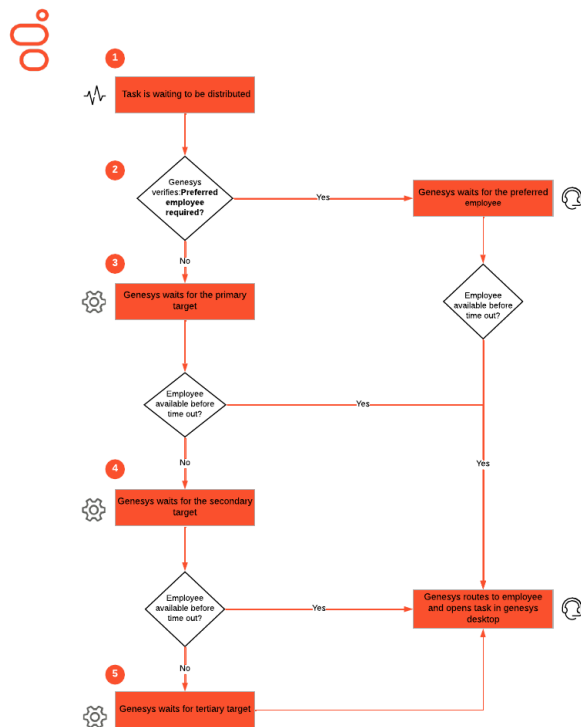 1
Task is waiting to be distributed
2
Genesys
verifies:Preferred
employee
required?
Yes
Genesys waits for the preferred
employee
No
3
Genesys waits for the primary
target
Employee
available before
time out?
Employee
available before
time out?
Yes
No
Yes
4
Genesys waits for the secondary
target
Employee
available before
time out?
Yes
Genesys routes to employee
and opens task in genesys
desktop
No
5
Genesys waits for tertiary target